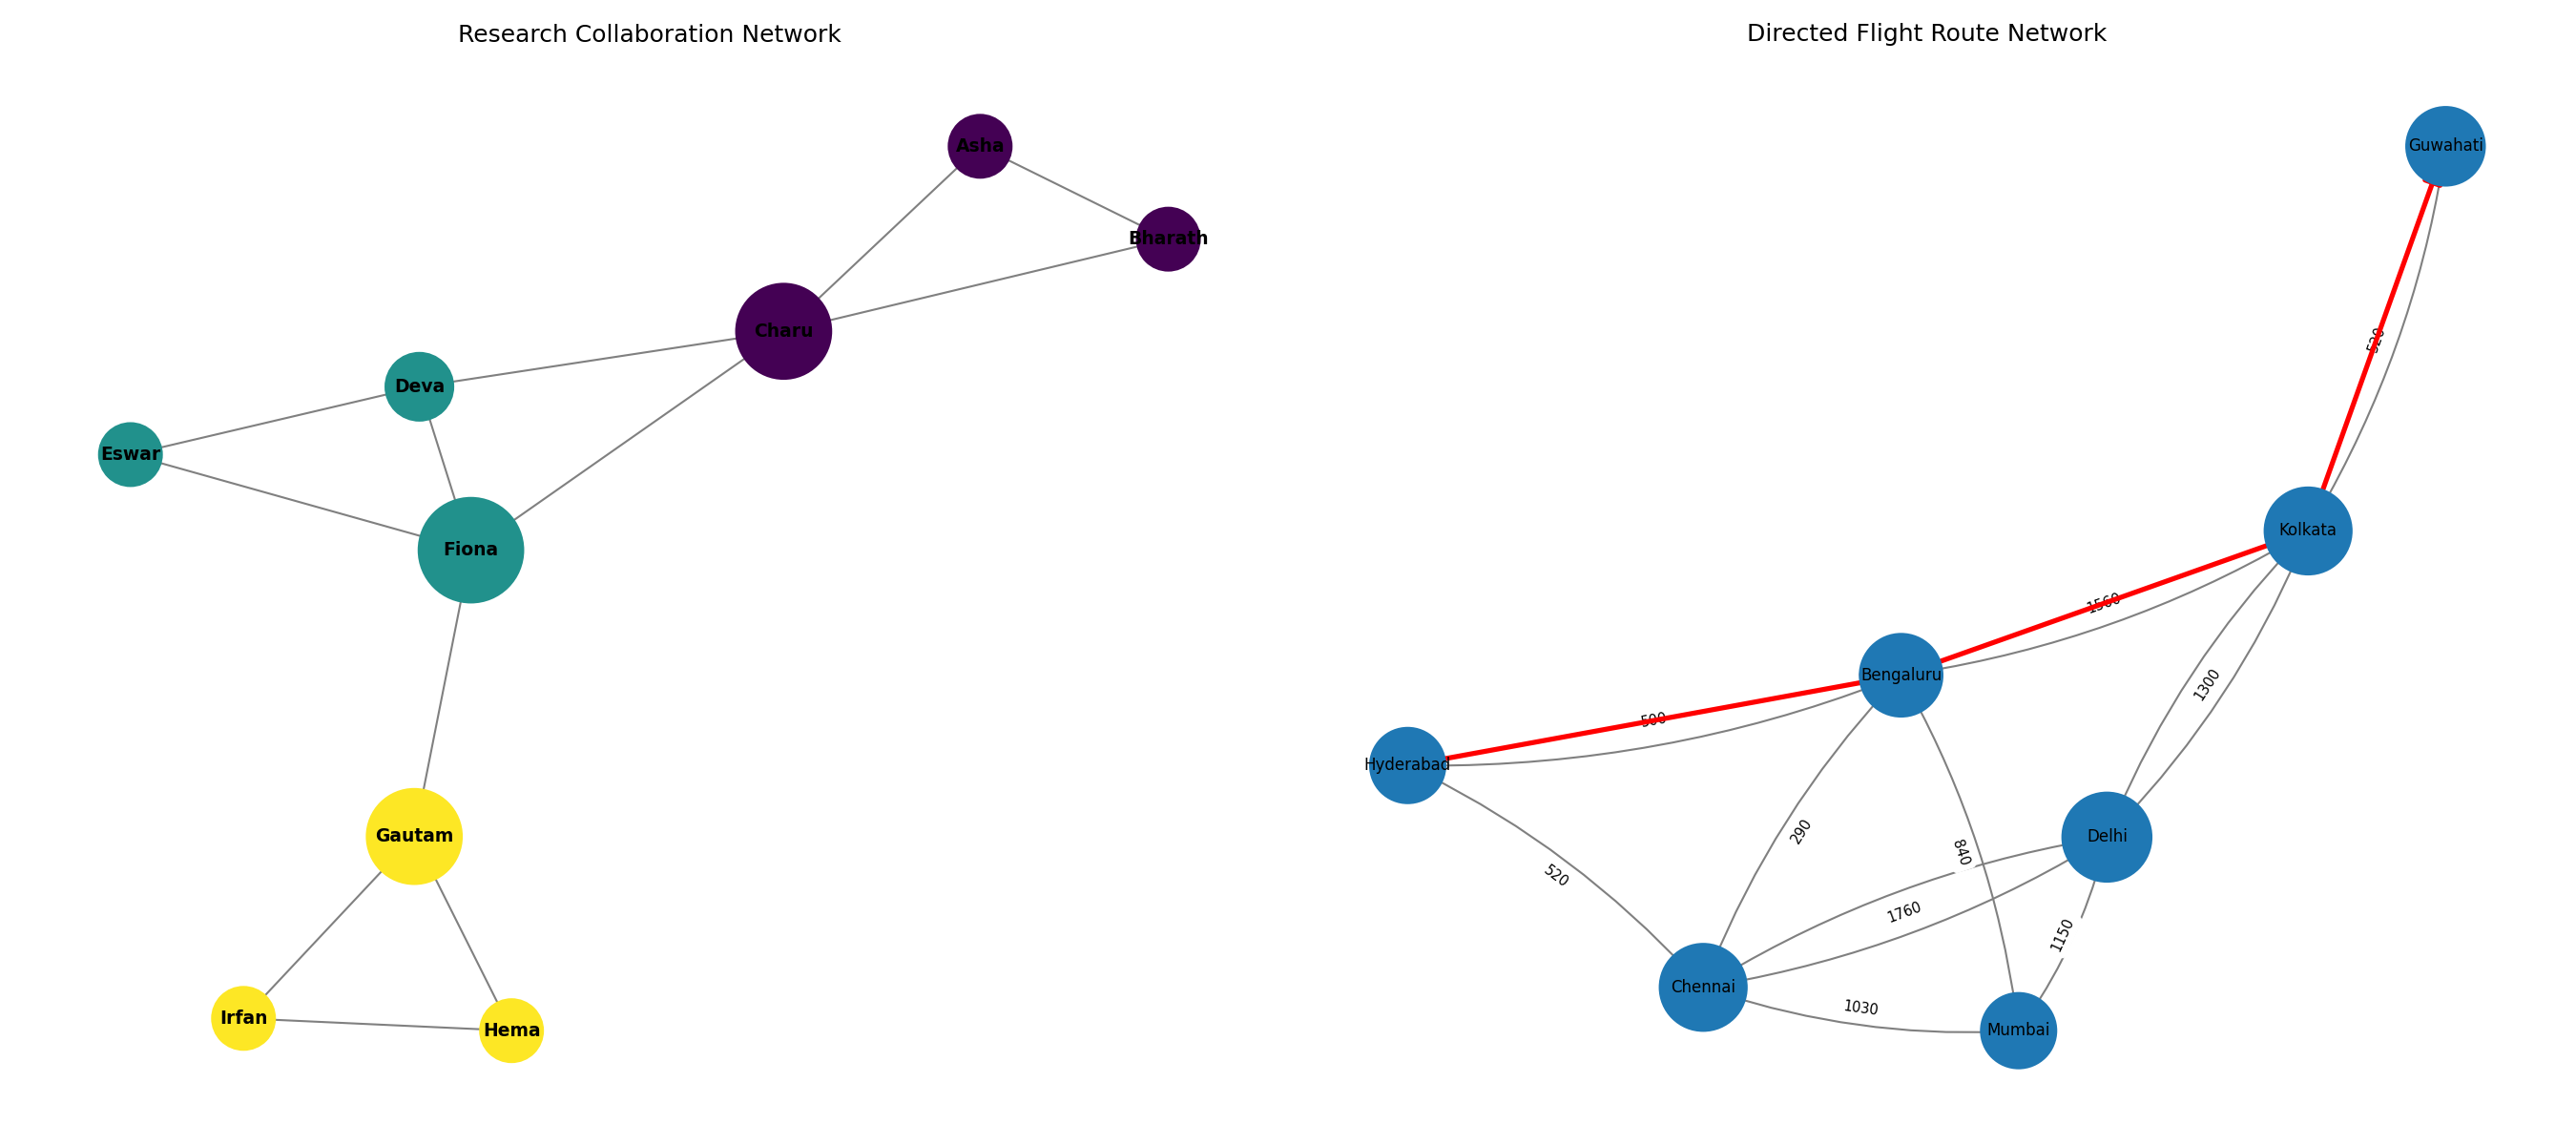 Research Collaboration Network
Asha
Bharath
Charu
Deva
Eswar
Fiona
Gautam
Irfan
Hema
Directed Flight Route Network
Guwahati
520
Kolkata
1560
Bengaluru
1300
500
Hyderabad
290
840
Delhi
520
1760
1150
Chennai
1030
Mumbai